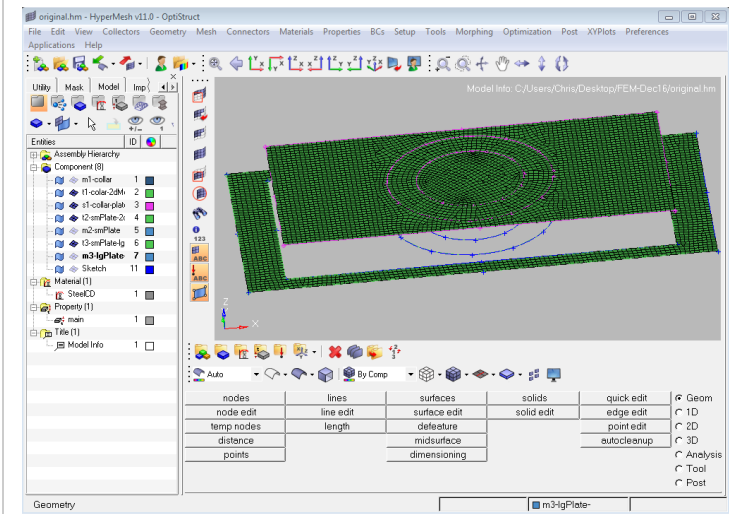 original.hm - HyperMesh v11.0 - OptiStruct
File Edit View Collectors Geometry Mesh Connectors Materials Properties BCs Setup Tools Morphing Optimization Post XYPlots Preferences
Applications Help
Utility Mask Model Imp
Model Info: C:/Users/Chris/Desktop/FEM-Dec16/original.hm
Entities ID
Assembly Hierarchy
Component (8)
m1-collar 1
t1-colar-2dM 2
s1-collar-plat 3
t2-smPlate-2 4
m2-smPlate 5
t3-smPlate-lg 6
m3-lgPlate- 7
Sketch 11
Material (1)
SteelCD 1
Property (1)
main 1
Title (1)
Model Info 1
123
ABC
ABC
Z
X
Auto By Comp
nodes lines surfaces solids quick edit Geom
node edit line edit surface edit solid edit edge edit 1D
temp nodes length defeature point edit 2D
distance midsurface autocleanup 3D
points dimensioning Analysis
Tool
Post
Geometry m3-lgPlate-